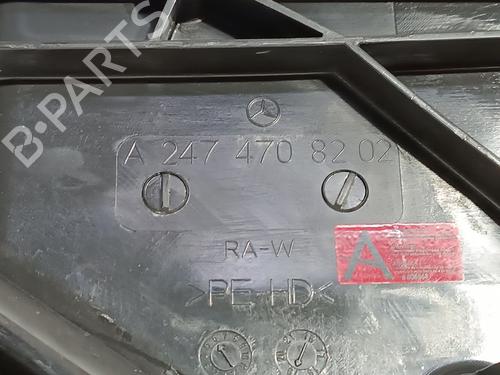 B-PARTS
A 247 470 82 02
RA-W
>PE-HD<
A